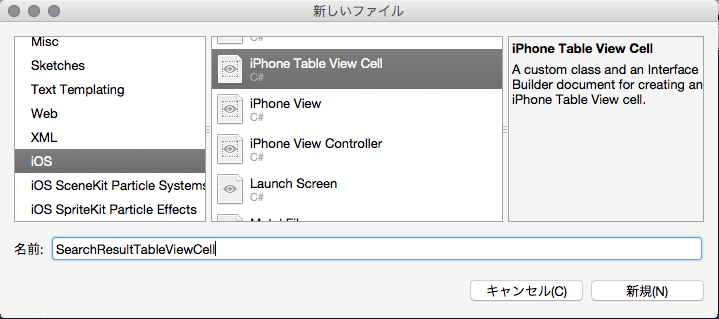 新しいファイル
Misc
Sketches
Text Templating
Web
XML
iOS
iOS SceneKit Particle Systems
iOS SpriteKit Particle Effects
iPhone Table View Cell
C#
iPhone View
C#
iPhone View Controller
C#
Launch Screen
C#
iPhone Table View Cell
A custom class and an Interface
Builder document for creating an
iPhone Table View cell.
名前:
SearchResultTableViewCell
キャンセル(C)
新規(N)